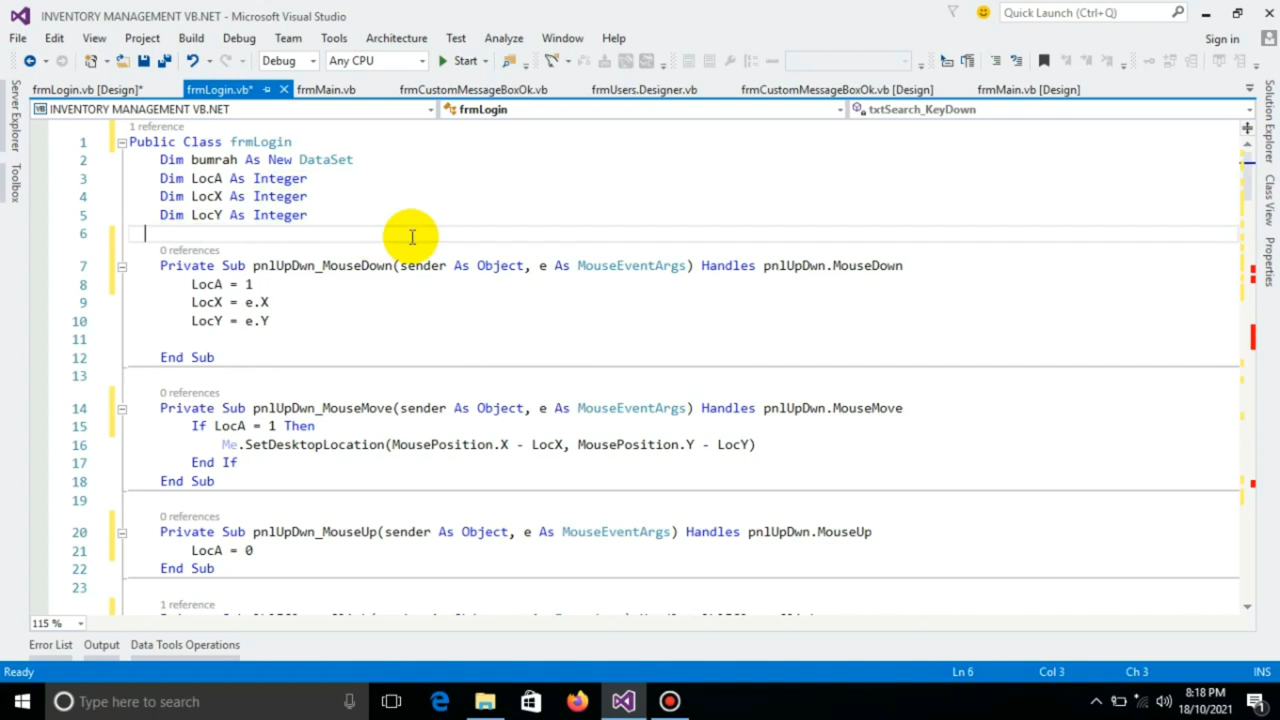 INVENTORY MANAGEMENT VB.NET - Microsoft Visual Studio
Quick Launch (Ctrl+Q)
File Edit View Project Build Debug Team Tools Architecture Test Analyze Window Help
Sign in
Debug Any CPU Start
frmLogin.vb [Design]* frmLogin.vb* frmMain.vb frmCustomMessageBoxOk.vb frmUsers.Designer.vb frmCustomMessageBoxOk.vb [Design] frmMain.vb [Design]
INVENTORY MANAGEMENT VB.NET frmLogin txtSearch_KeyDown
Server Explorer
Toolbox
Solution Explorer
Class View
Properties
1 reference
1 Public Class frmLogin
2 Dim bumrah As New DataSet
3 Dim LocA As Integer
4 Dim LocX As Integer
5 Dim LocY As Integer
6
0 references
7 Private Sub pnlUpDwn_MouseDown(sender As Object, e As MouseEventArgs) Handles pnlUpDwn.MouseDown
8 LocA = 1
9 LocX = e.X
10 LocY = e.Y
11
12 End Sub
13
0 references
14 Private Sub pnlUpDwn_MouseMove(sender As Object, e As MouseEventArgs) Handles pnlUpDwn.MouseMove
15 If LocA = 1 Then
16 Me.SetDesktopLocation(MousePosition.X - LocX, MousePosition.Y - LocY)
17 End If
18 End Sub
19
0 references
20 Private Sub pnlUpDwn_MouseUp(sender As Object, e As MouseEventArgs) Handles pnlUpDwn.MouseUp
21 LocA = 0
22 End Sub
23
1 reference
115 %
Error List Output Data Tools Operations
Ready Ln 6 Col 3 Ch 3 INS
Type here to search
8:18 PM
18/10/2021
1